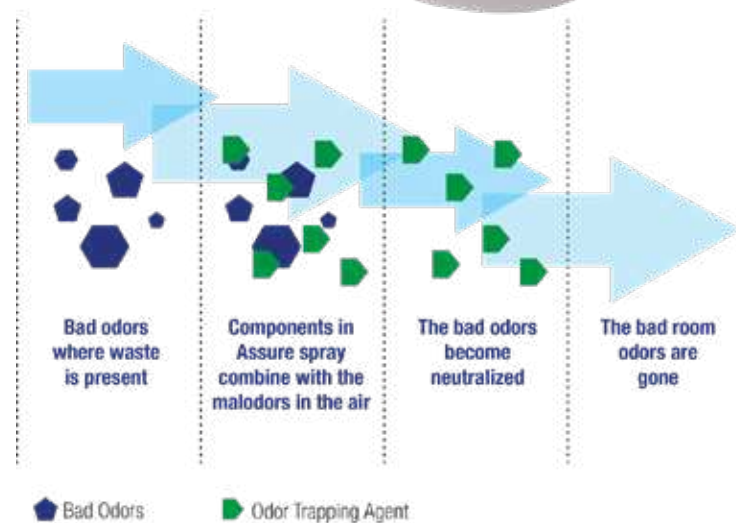 Bad odors
where waste
is present
Components in
Assure spray
combine with the
malodors in the air
The bad odors
become
neutralized
The bad room
odors are
gone
Bad Odors
Odor Trapping Agent